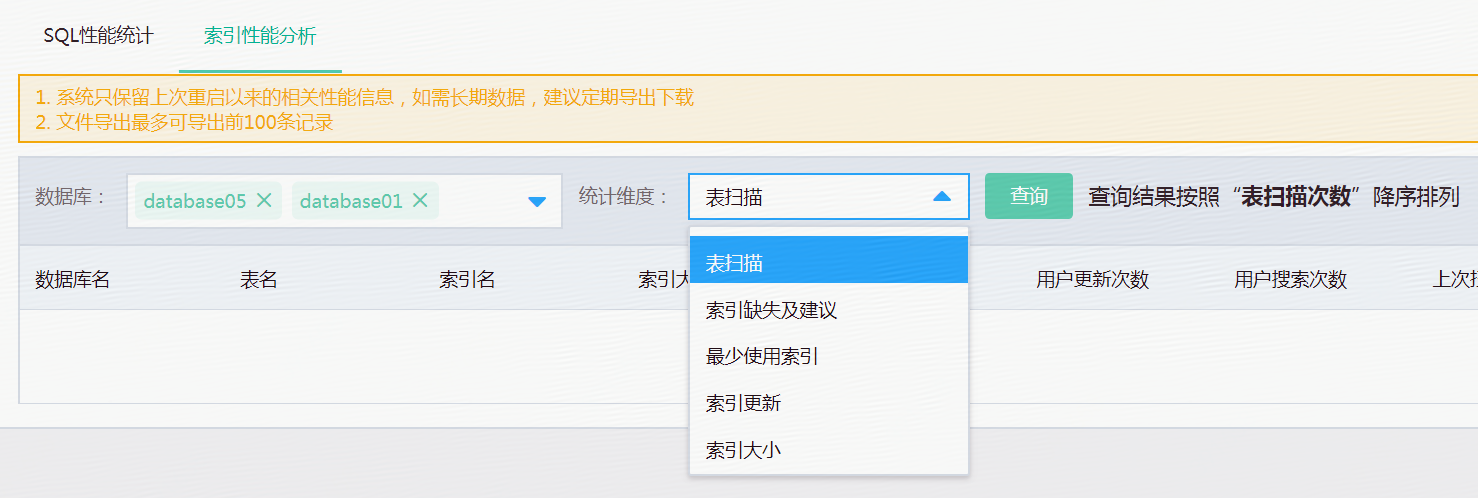 SQL性能统计 索引性能分析
1. 系统只保留上次重启以来的相关性能信息，如需长期数据，建议定期导出下载
2. 文件导出最多可导出前100条记录
数据库： database05 × database01 × 统计维度： 表扫描 查询 查询结果按照“表扫描次数”降序排列
数据库名 表名 索引名 索引大 用户更新次数 用户搜索次数 上次扫
表扫描
索引缺失及建议
最少使用索引
索引更新
索引大小